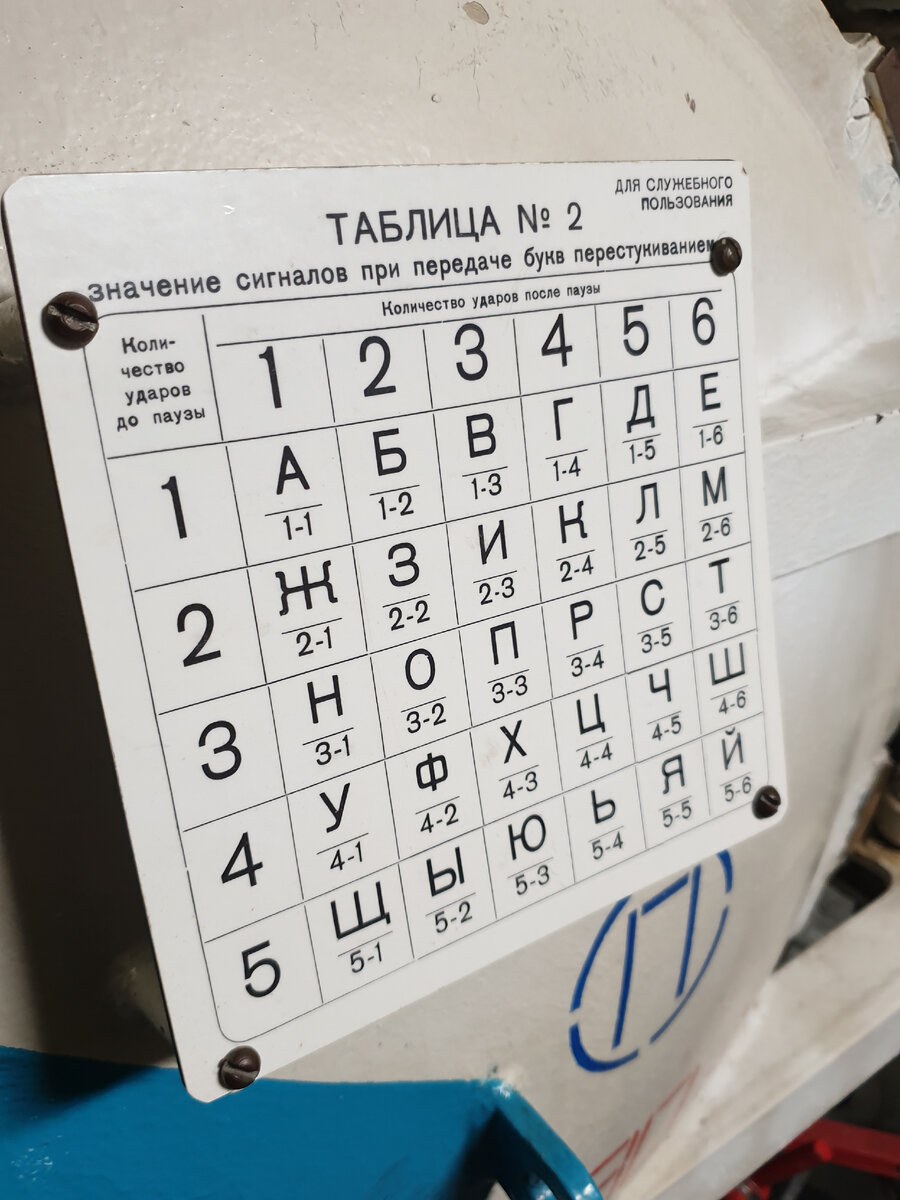 ДЛЯ СЛУЖЕБНОГО
ПОЛЬЗОВАНИЯ
ТАБЛИЦА № 2
значение сигналов при передаче букв перестукиванием
Количество ударов после паузы
Коли-
чество
ударов
до паузы
1 2 3 4 5 6
1 А Б В Г Д Е
1-1 1-2 1-3 1-4 1-5 1-6
2 Ж З И К Л М
2-1 2-2 2-3 2-4 2-5 2-6
3 Н О П Р С Т
3-1 3-2 3-3 3-4 3-5 3-6
4 У Ф Х Ц Ч Ш
4-1 4-2 4-3 4-4 4-5 4-6
5 Щ Ы Ю Ь Я Й
5-1 5-2 5-3 5-4 5-5 5-6
П